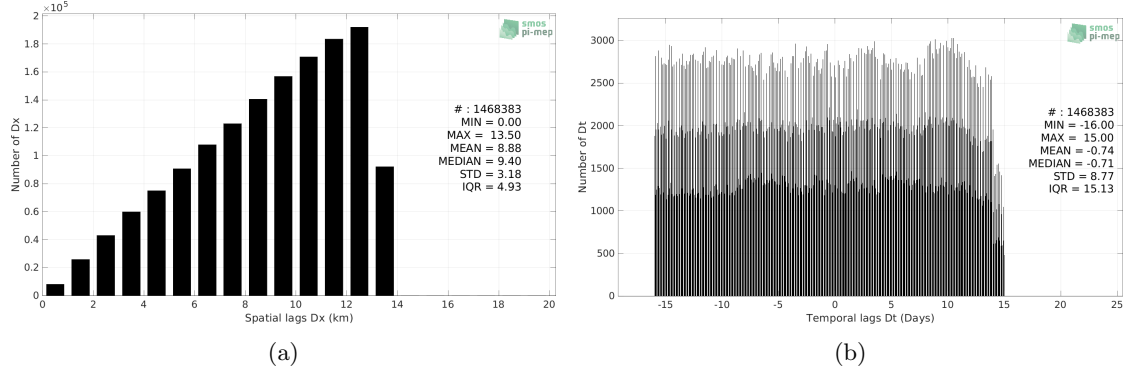 ×10⁵
2
1.8
1.6
1.4
1.2
1
0.8
0.6
0.4
0.2
0
Number of Dx
0 2 4 6 8 10 12 14 16 18 20
Spatial lags Dx (km)
smos
pi-mep
# : 1468383
MIN = 0.00
MAX = 13.50
MEAN = 8.88
MEDIAN = 9.40
STD = 3.18
IQR = 4.93
(a)
3000
2500
2000
1500
1000
500
0
Number of Dt
-15 -10 -5 0 5 10 15 20 25
Temporal lags Dt (Days)
smos
pi-mep
# : 1468383
MIN = -16.00
MAX = 15.00
MEAN = -0.74
MEDIAN = -0.71
STD = 8.77
IQR = 15.13
(b)